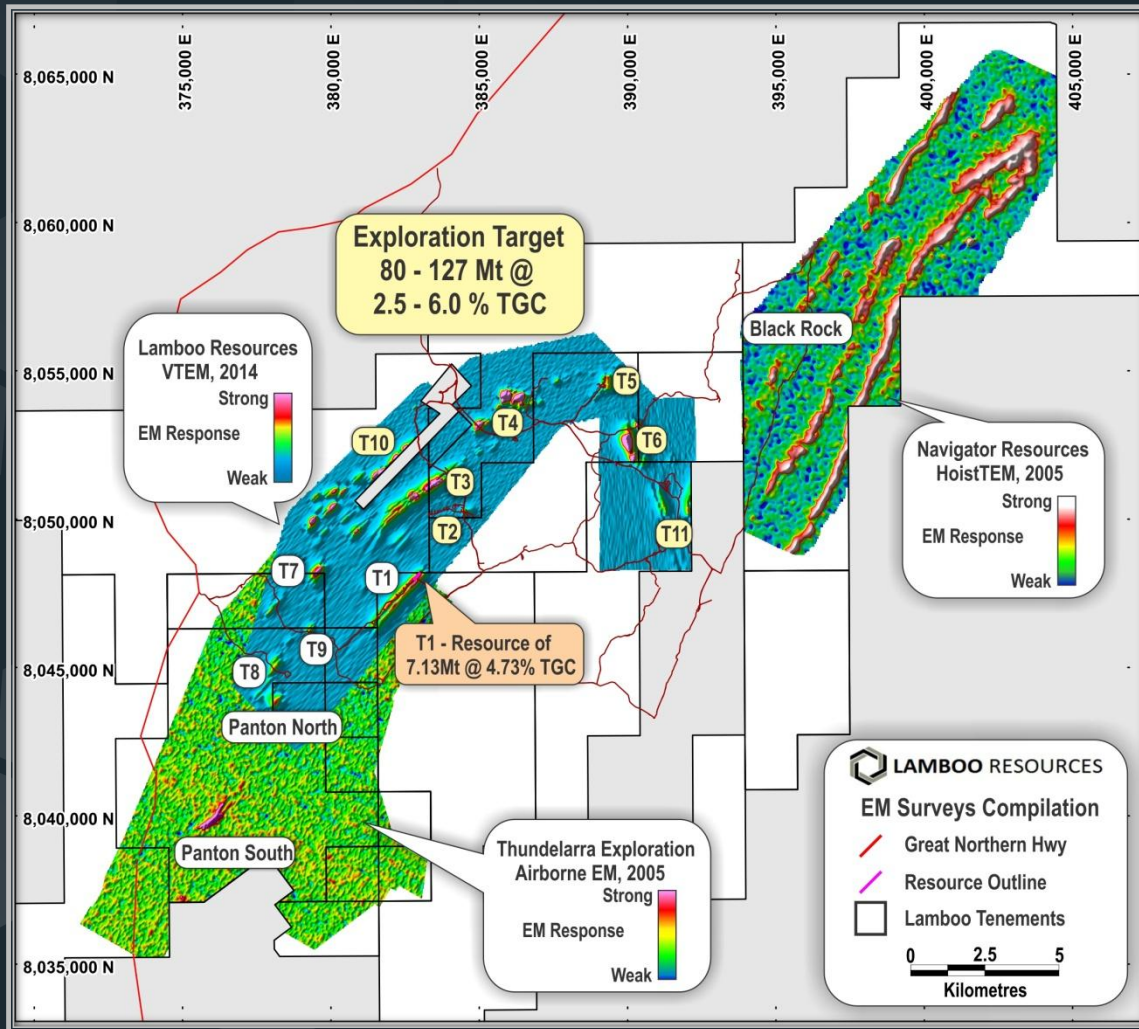 375,000 E
380,000 E
385,000 E
390,000 E
395,000 E
400,000 E
405,000 E
8,065,000 N
8,060,000 N
8,055,000 N
8,050,000 N
8,045,000 N
8,040,000 N
8,035,000 N
Exploration Target
80 - 127 Mt @
2.5 - 6.0 % TGC
Lamboo Resources
VTEM, 2014
Strong
EM Response
Weak
Black Rock
Navigator Resources
HoistTEM, 2005
Strong
EM Response
Weak
T5
T4
T6
T10
T3
T2
T11
T7
T1
T9
T8
T1 - Resource of
7.13Mt @ 4.73% TGC
Panton North
Panton South
Thundelarra Exploration
Airborne EM, 2005
Strong
EM Response
Weak
LAMBOO RESOURCES
EM Surveys Compilation
Great Northern Hwy
Resource Outline
Lamboo Tenements
0 2.5 5
Kilometres